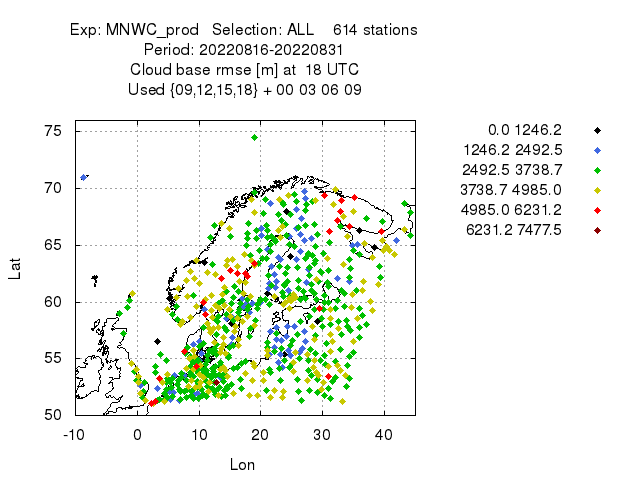 Exp: MNWC_prod   Selection: ALL    614 stations
Period: 20220816-20220831
Cloud base rmse [m] at  18 UTC
Used {09,12,15,18} + 00 03 06 09
0.0 1246.2
1246.2 2492.5
2492.5 3738.7
3738.7 4985.0
4985.0 6231.2
6231.2 7477.5
75
70
65
60
55
50
Lat
-10 0 10 20 30 40
Lon